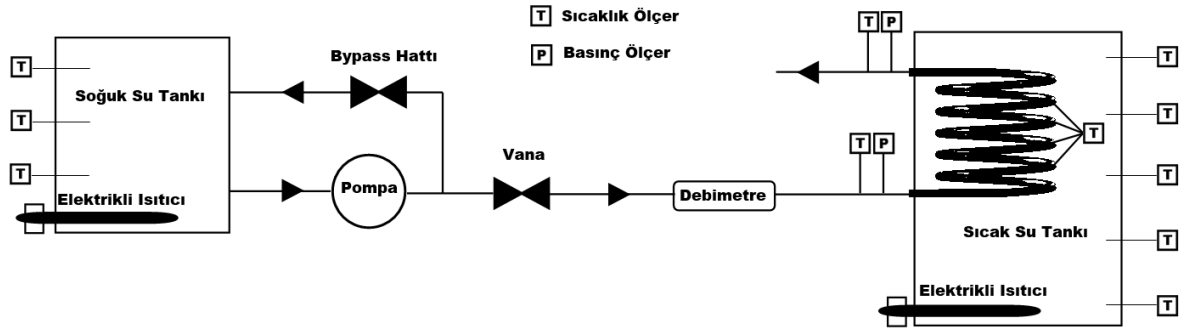 T Sıcaklık Ölçer
P Basınç Ölçer
Bypass Hattı
T P
T
T
Soğuk Su Tankı
T
T
T
T
T P
Vana
T
T
Pompa
Debimetre
Elektrikli Isıtıcı
Sıcak Su Tankı
T
Elektrikli Isıtıcı
T